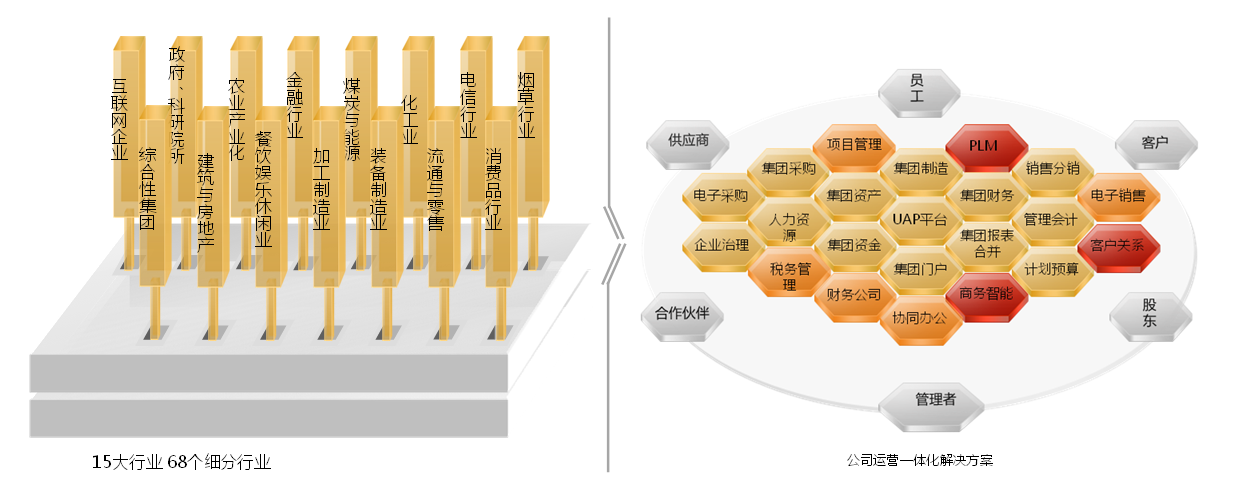 互联网企业
政府、科研院所
农业产业化
金融行业
煤炭与能源
化工业
电信行业
烟草行业
综合性集团
建筑与房地产
餐饮娱乐休闲业
加工制造业
装备制造业
流通与零售
消费品行业
15大行业 68个细分行业
员
工
供应商
客户
项目管理
PLM
集团采购
集团制造
销售分销
电子采购
集团资产
集团财务
电子销售
人力资
源
UAP平台
管理会计
企业治理
集团资金
集团报表
合并
客户关系
税务管
理
集团门户
计划预算
财务公司
商务智能
协同办公
合作伙伴
股
东
管理者
公司运营一体化解决方案